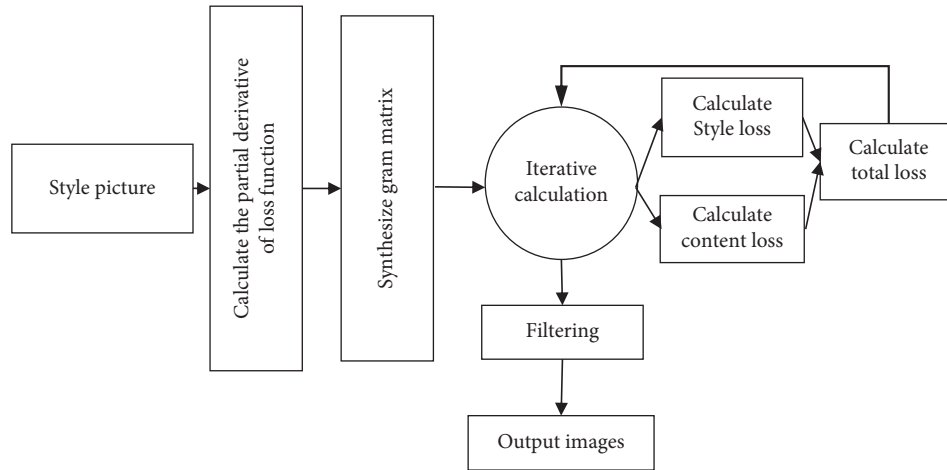 Style picture
Calculate the partial derivative
of loss function
Synthesize gram matrix
Iterative
calculation
Calculate
Style loss
Calculate
content loss
Calculate
total loss
Filtering
Output images